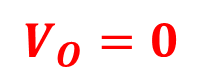 V_O = 0